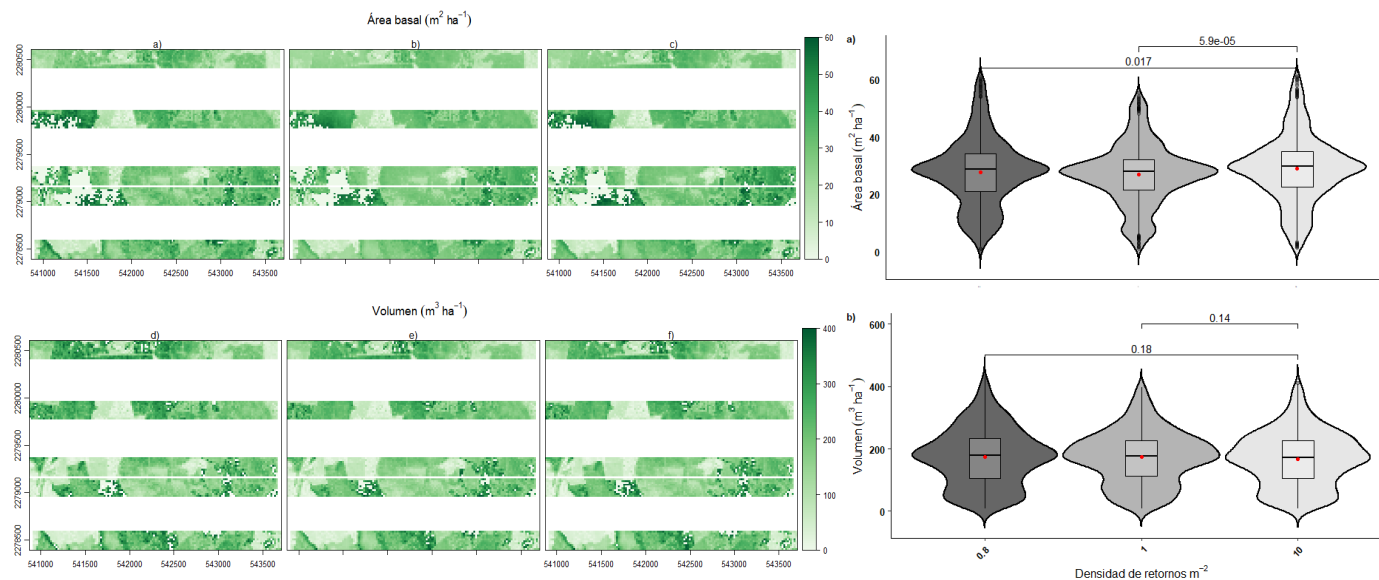 Área basal (m² ha⁻¹)
a)
b)
c)
2280500
2280000
2279500
2279000
2278500
541000 541500 542000 542500 543000 543500
541000 541500 542000 542500 543000 543500
60
50
40
30
20
10
0
Volumen (m³ ha⁻¹)
d)
e)
f)
2280500
2280000
2279500
2279000
2278500
541000 541500 542000 542500 543000 543500
541000 541500 542000 542500 543000 543500
400
300
200
100
0
a)
5.9e-05
0.017
Área basal (m² ha⁻¹)
60
40
20
0
b)
0.14
0.18
Volumen (m³ ha⁻¹)
600
400
200
0
0.8
1
10
Densidad de retornos m⁻²